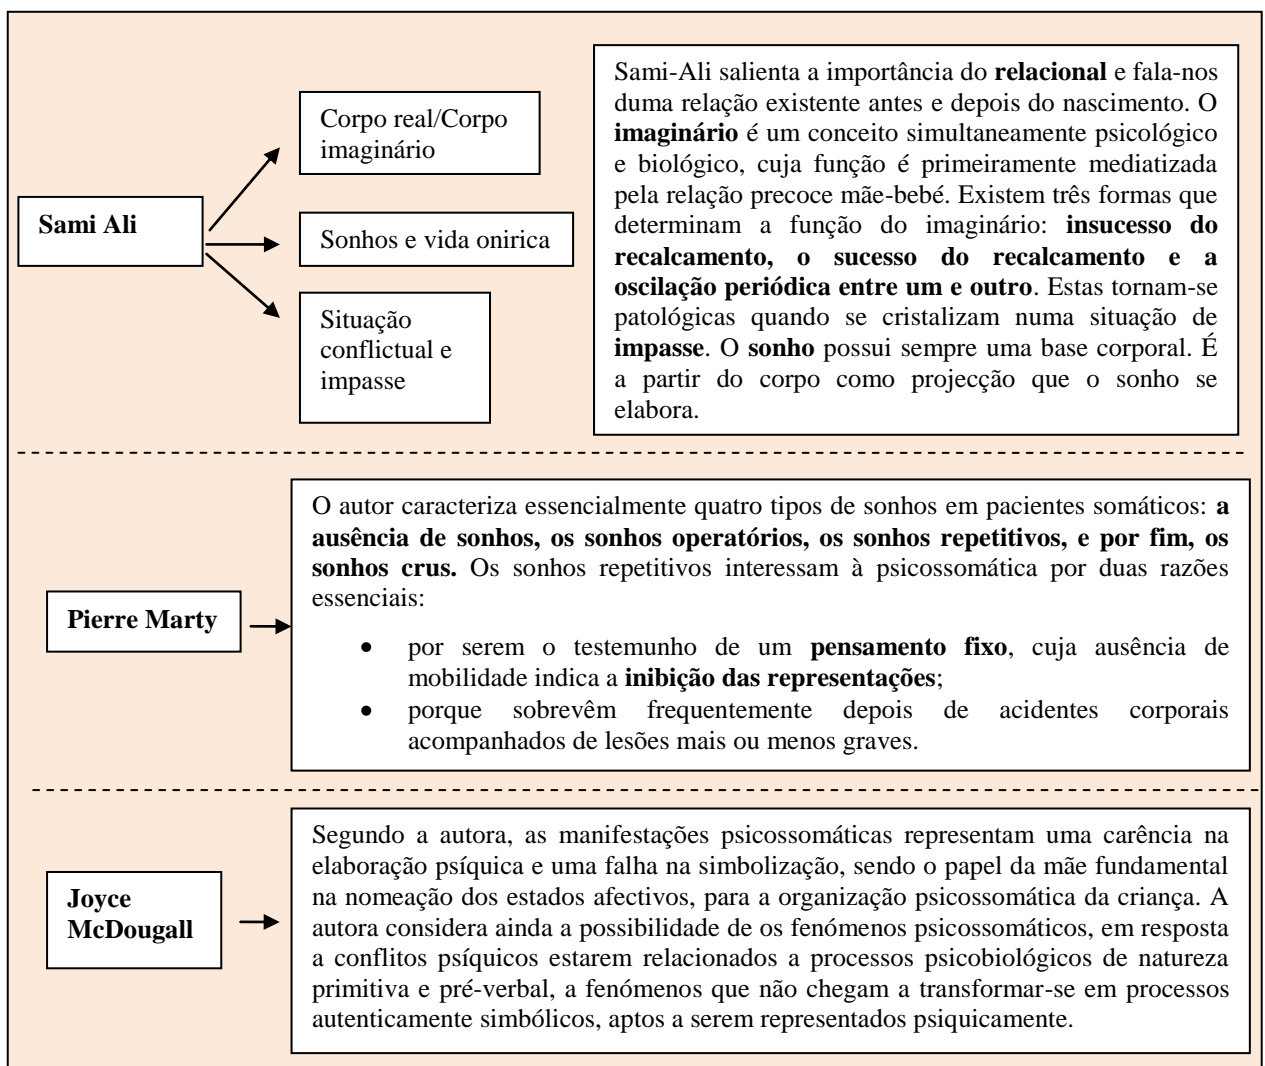 Sami Ali
Corpo real/Corpo
imaginário
Sonhos e vida onirica
Situação
conflictual e
impasse
Sami-Ali salienta a importância do relacional e fala-nos
duma relação existente antes e depois do nascimento. O
imaginário é um conceito simultaneamente psicológico
e biológico, cuja função é primeiramente mediatizada
pela relação precoce mãe-bebé. Existem três formas que
determinam a função do imaginário: insucesso do
recalcamento, o sucesso do recalcamento e a
oscilação periódica entre um e outro. Estas tornam-se
patológicas quando se cristalizam numa situação de
impasse. O sonho possui sempre uma base corporal. É
a partir do corpo como projecção que o sonho se
elabora.
Pierre Marty
O autor caracteriza essencialmente quatro tipos de sonhos em pacientes somáticos: a
ausência de sonhos, os sonhos operatórios, os sonhos repetitivos, e por fim, os
sonhos crus. Os sonhos repetitivos interessam à psicossomática por duas razões
essenciais:
• por serem o testemunho de um pensamento fixo, cuja ausência de
mobilidade indica a inibição das representações;
• porque sobrevêm frequentemente depois de acidentes corporais
acompanhados de lesões mais ou menos graves.
Joyce
McDougall
Segundo a autora, as manifestações psicossomáticas representam uma carência na
elaboração psíquica e uma falha na simbolização, sendo o papel da mãe fundamental
na nomeação dos estados afectivos, para a organização psicossomática da criança. A
autora considera ainda a possibilidade de os fenómenos psicossomáticos, em resposta
a conflitos psíquicos estarem relacionados a processos psicobiológicos de natureza
primitiva e pré-verbal, a fenómenos que não chegam a transformar-se em processos
autenticamente simbólicos, aptos a serem representados psiquicamente.